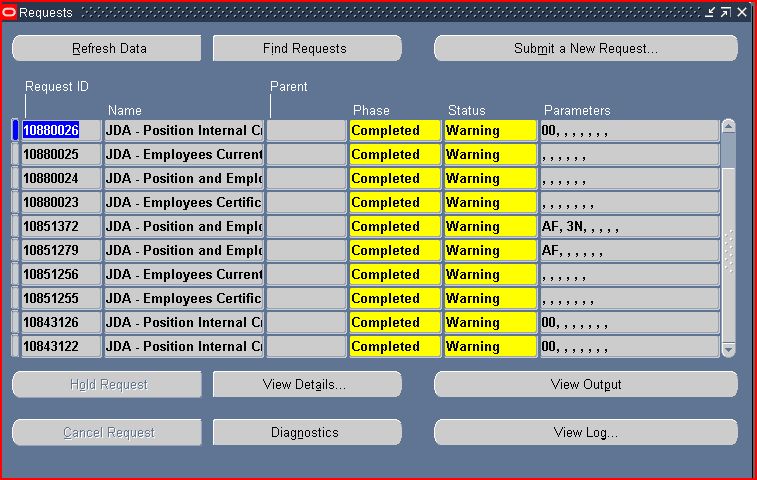 Requests
Refresh Data Find Requests Submit a New Request...
Request ID Parent
Name Phase Status Parameters
10880026 JDA - Position Internal Cr Completed Warning 00, , , , , , ,
10880025 JDA - Employees Current Completed Warning , , , , , ,
10880024 JDA - Position and Emplo Completed Warning , , , , , ,
10880023 JDA - Employees Certific Completed Warning , , , , , , ,
10851372 JDA - Position and Emplo Completed Warning AF, 3N, , , , ,
10851279 JDA - Position and Emplo Completed Warning AF, , , , , ,
10851256 JDA - Employees Current Completed Warning , , , , , ,
10851255 JDA - Employees Certific Completed Warning , , , , , , ,
10843126 JDA - Position Internal Cr Completed Warning 00, , , , , , ,
10843122 JDA - Position Internal Cr Completed Warning 00, , , , , , ,
Hold Request View Details... View Output
Cancel Request Diagnostics View Log...